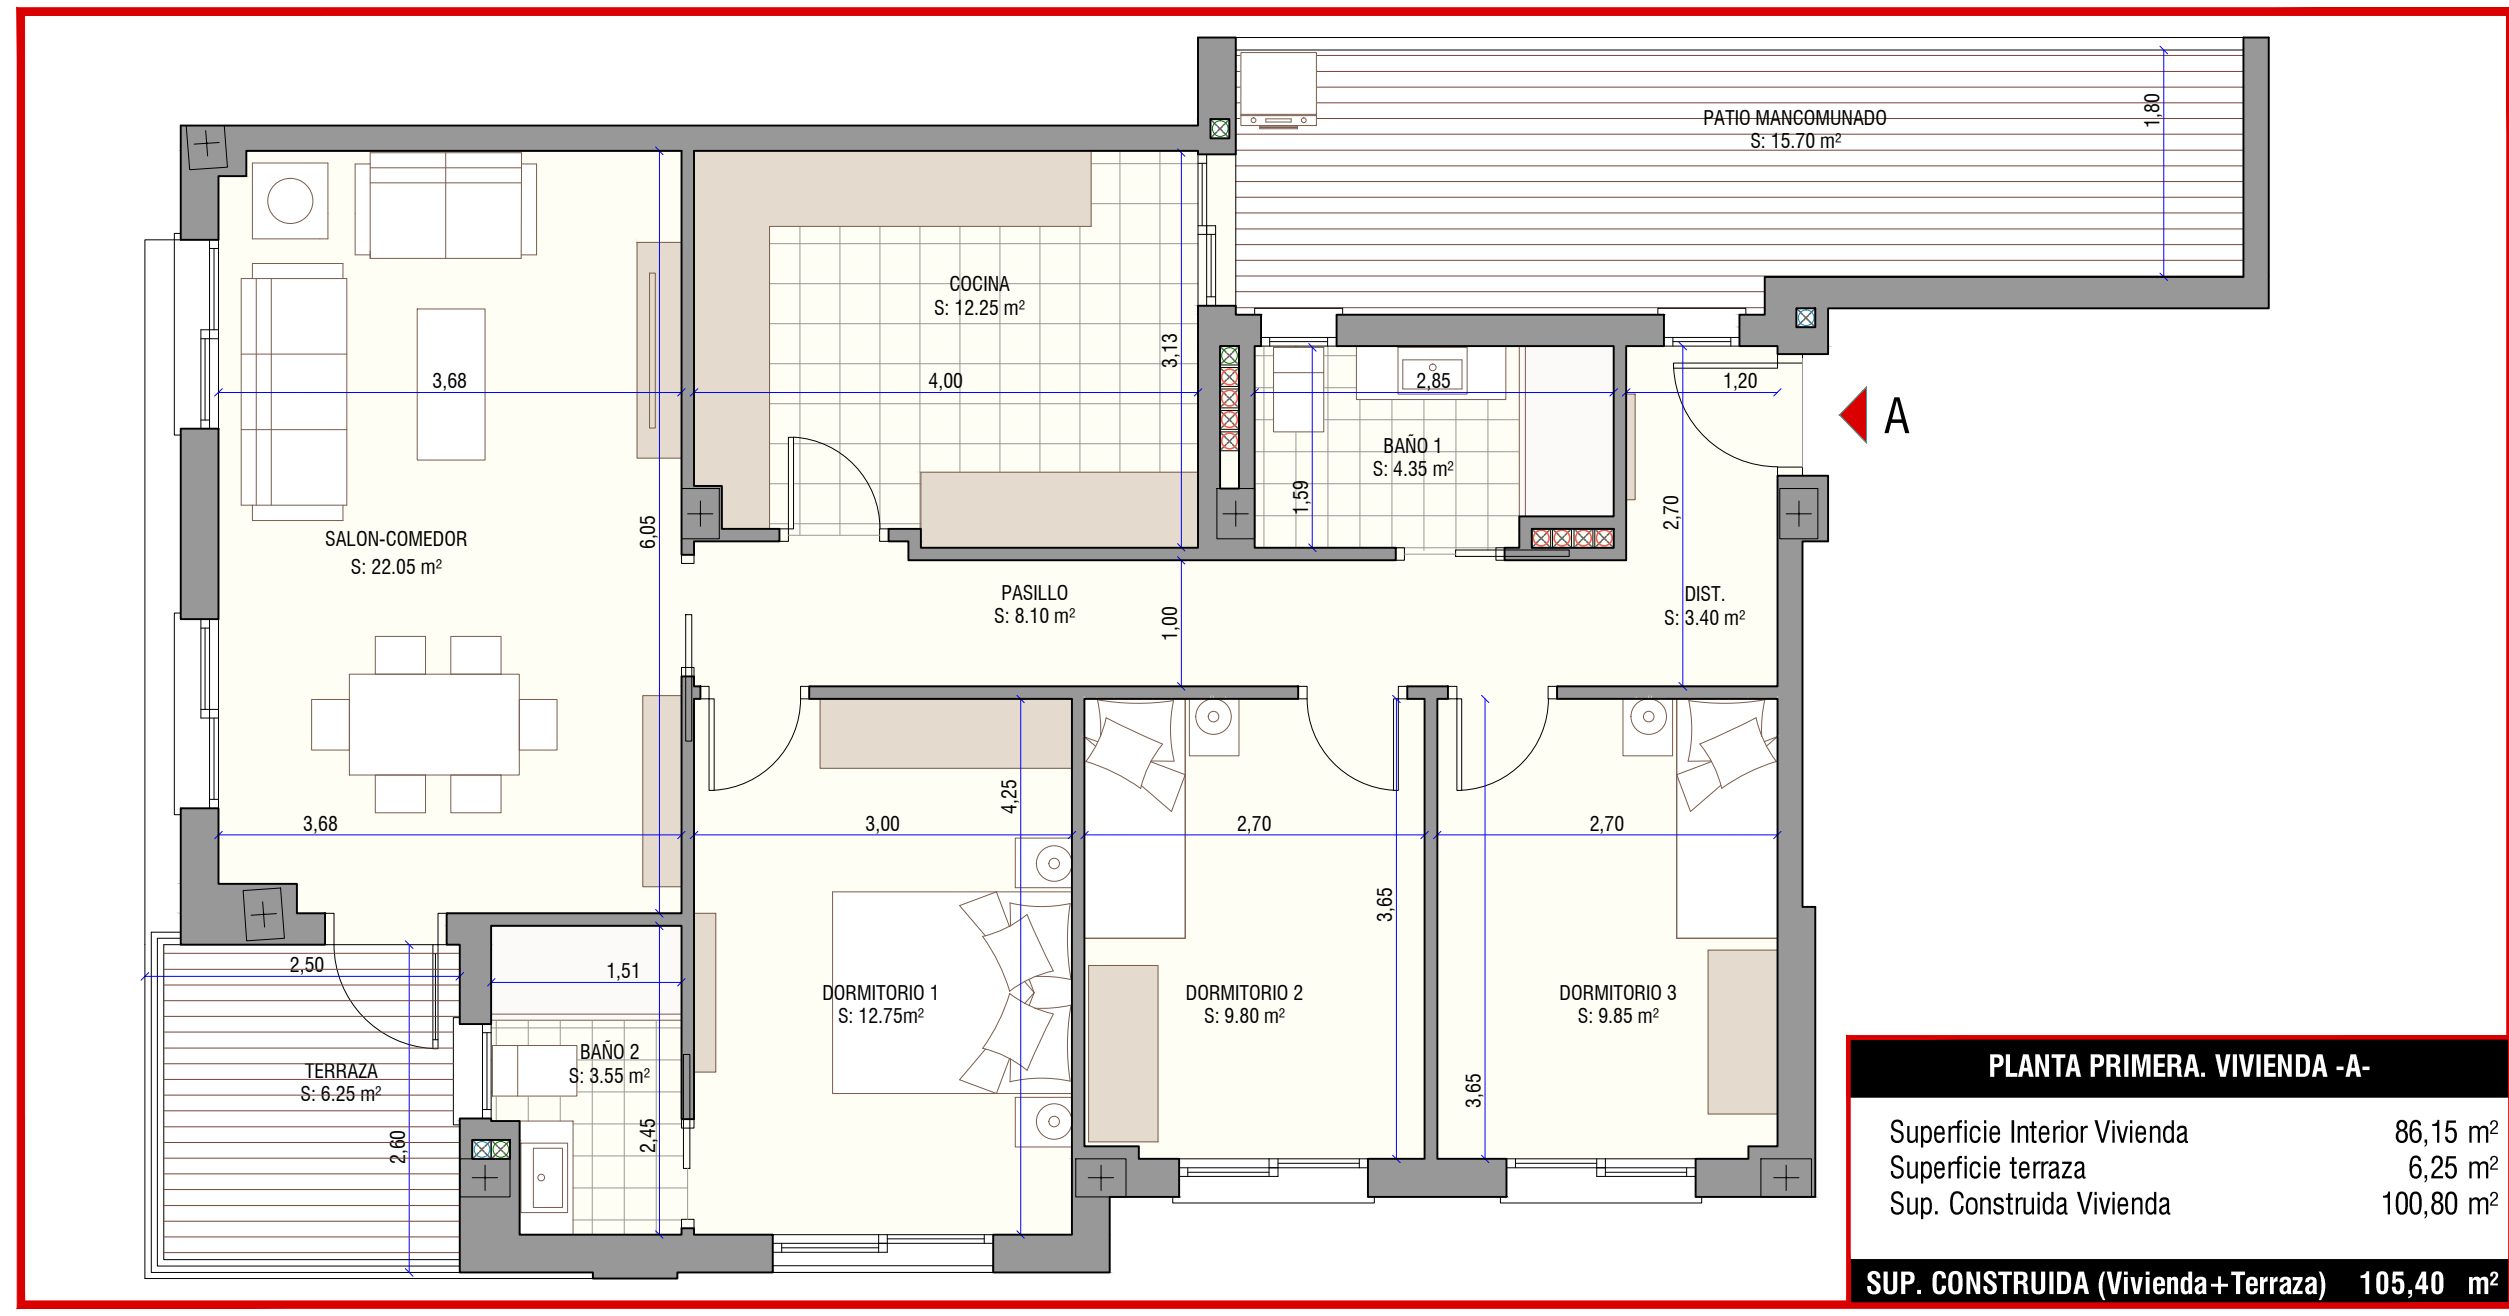 PATIO MANCOMUNADO
S: 15.70 m²
1,80
COCINA
S: 12.25 m²
3,13
3,68
4,00
2,85
1,20
A
BAÑO 1
S: 4.35 m²
1,59
2,70
6,05
SALON-COMEDOR
S: 22.05 m²
PASILLO
S: 8.10 m²
1,00
DIST.
S: 3.40 m²
4,25
3,68
3,00
2,70
2,70
3,65
2,50
1,51
DORMITORIO 1
S: 12.75m²
DORMITORIO 2
S: 9.80 m²
DORMITORIO 3
S: 9.85 m²
BAÑO 2
S: 3.55 m²
TERRAZA
S: 6.25 m²
3,65
2,60
2,45
PLANTA PRIMERA. VIVIENDA -A-
Superficie Interior Vivienda 86,15 m²
Superficie terraza 6,25 m²
Sup. Construida Vivienda 100,80 m²
SUP. CONSTRUIDA (Vivienda+Terraza) 105,40 m²